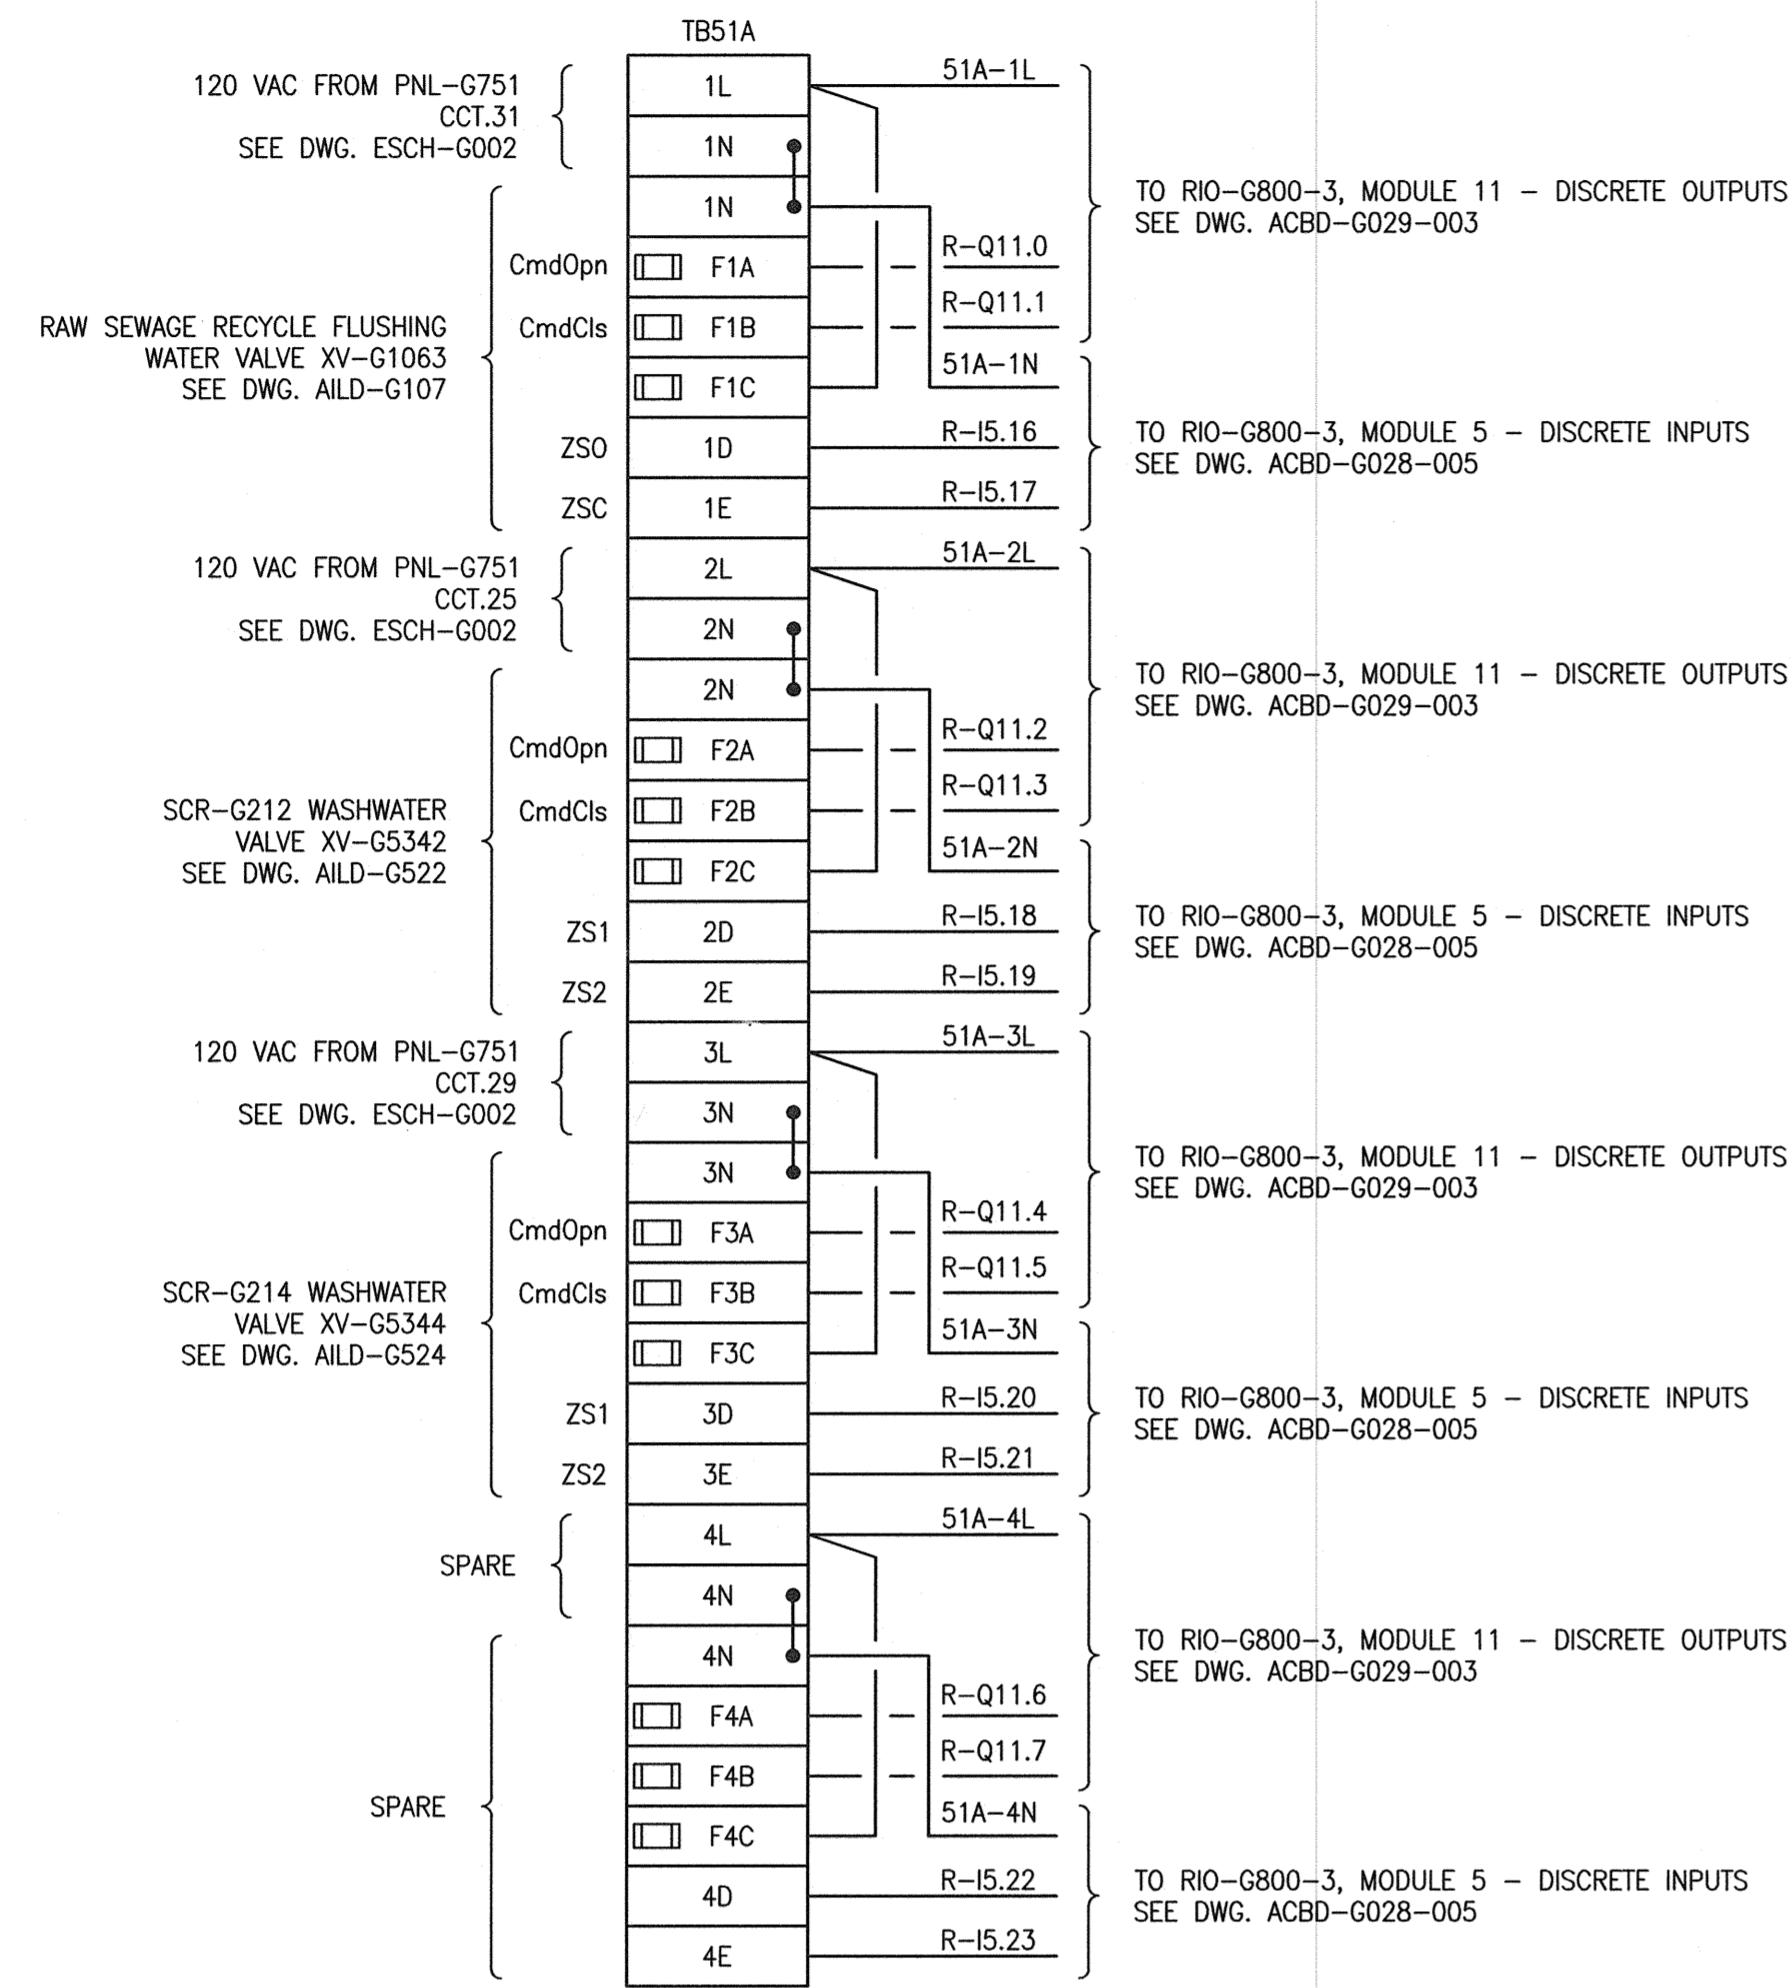 TB51A
120 VAC FROM PNL-G751
CCT.31
SEE DWG. ESCH-G002
1L
51A-1L
1N
1N
TO RIO-G800-3, MODULE 11 - DISCRETE OUTPUTS
SEE DWG. ACBD-G029-003
RAW SEWAGE RECYCLE FLUSHING
WATER VALVE XV-G1063
SEE DWG. AILD-G107
CmdOpn
F1A
R-Q11.0
CmdCls
F1B
R-Q11.1
F1C
51A-1N
ZSO
1D
R-I5.16
ZSC
1E
R-I5.17
TO RIO-G800-3, MODULE 5 - DISCRETE INPUTS
SEE DWG. ACBD-G028-005
120 VAC FROM PNL-G751
CCT.25
SEE DWG. ESCH-G002
2L
51A-2L
2N
2N
TO RIO-G800-3, MODULE 11 - DISCRETE OUTPUTS
SEE DWG. ACBD-G029-003
SCR-G212 WASHWATER
VALVE XV-G5342
SEE DWG. AILD-G522
CmdOpn
F2A
R-Q11.2
CmdCls
F2B
R-Q11.3
F2C
51A-2N
ZS1
2D
R-I5.18
ZS2
2E
R-I5.19
TO RIO-G800-3, MODULE 5 - DISCRETE INPUTS
SEE DWG. ACBD-G028-005
120 VAC FROM PNL-G751
CCT.29
SEE DWG. ESCH-G002
3L
51A-3L
3N
3N
TO RIO-G800-3, MODULE 11 - DISCRETE OUTPUTS
SEE DWG. ACBD-G029-003
SCR-G214 WASHWATER
VALVE XV-G5344
SEE DWG. AILD-G524
CmdOpn
F3A
R-Q11.4
CmdCls
F3B
R-Q11.5
F3C
51A-3N
ZS1
3D
R-I5.20
ZS2
3E
R-I5.21
TO RIO-G800-3, MODULE 5 - DISCRETE INPUTS
SEE DWG. ACBD-G028-005
SPARE
4L
51A-4L
4N
4N
TO RIO-G800-3, MODULE 11 - DISCRETE OUTPUTS
SEE DWG. ACBD-G029-003
SPARE
F4A
R-Q11.6
F4B
R-Q11.7
F4C
51A-4N
4D
R-I5.22
4E
R-I5.23
TO RIO-G800-3, MODULE 5 - DISCRETE INPUTS
SEE DWG. ACBD-G028-005